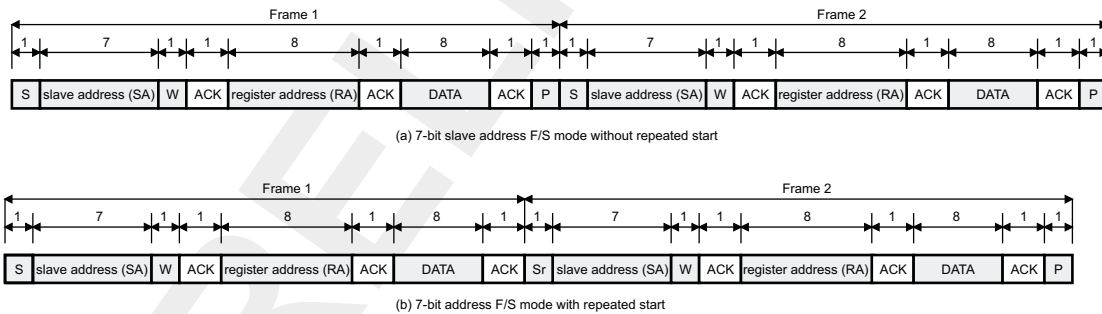 Frame 1 Frame 2
1 7 1 1 8 1 8 1 1 1 7 1 1 8 1 8 1 1
S slave address (SA) W ACK register address (RA) ACK DATA ACK P S slave address (SA) W ACK register address (RA) ACK DATA ACK P
(a) 7-bit slave address F/S mode without repeated start
Frame 1 Frame 2
1 7 1 1 8 1 8 1 1 7 1 1 8 1 8 1 1
S slave address (SA) W ACK register address (RA) ACK DATA ACK Sr slave address (SA) W ACK register address (RA) ACK DATA ACK P
(b) 7-bit address F/S mode with repeated start